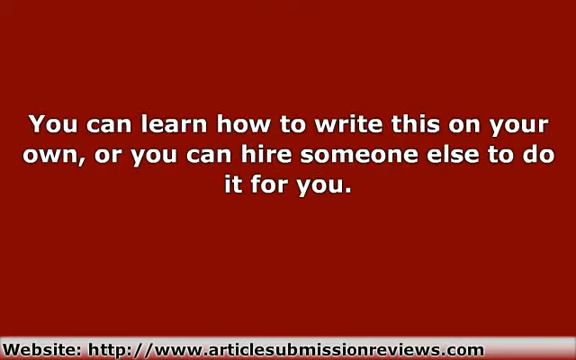 You can learn how to write this on your
own, or you can hire someone else to do
it for you.
Website: http://www.articlesubmissionreviews.com